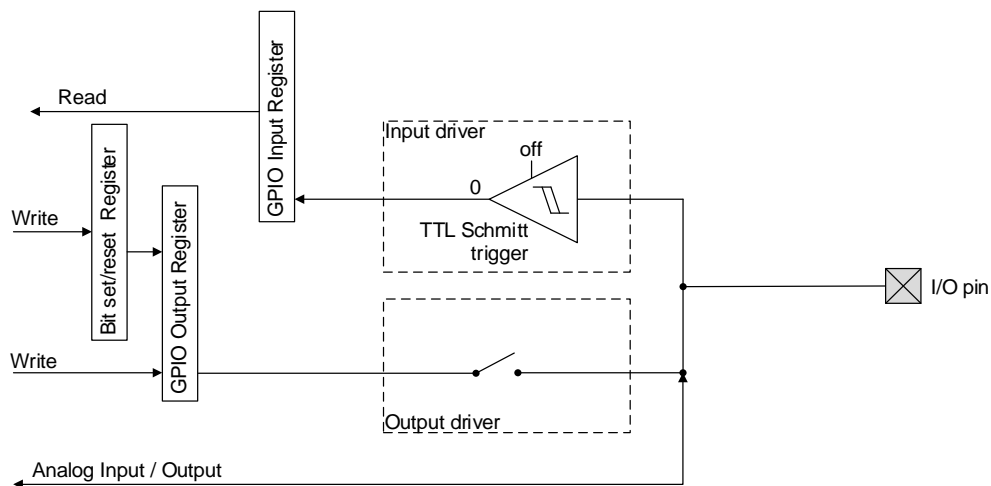 Read
GPIO Input Register
Input driver
off
0
TTL Schmitt
trigger
Write
Bit set/reset Register
GPIO Output Register
I/O pin
Write
Output driver
Analog Input / Output